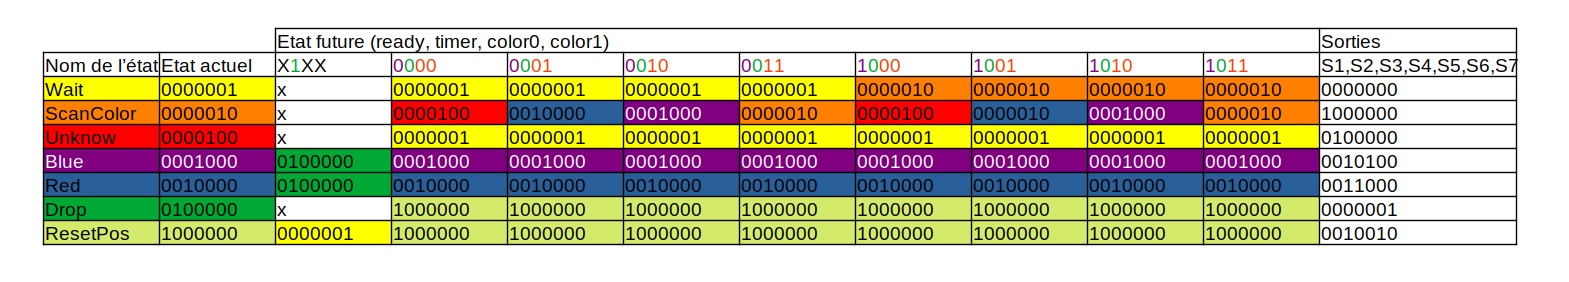 Etat future (ready, timer, color0, color1) Sorties
Nom de l'état Etat actuel X1XX 0000 0001 0010 0011 1000 1001 1010 1011 S1,S2,S3,S4,S5,S6,S7
Wait 0000001 x 0000001 0000001 0000001 0000001 0000010 0000010 0000010 0000010 0000000
ScanColor 0000010 x 0000100 0010000 0001000 0000010 0000100 0000010 0001000 0000010 1000000
Unknow 0000100 x 0000001 0000001 0000001 0000001 0000001 0000001 0000001 0000001 0100000
Blue 0001000 0100000 0001000 0001000 0001000 0001000 0001000 0001000 0001000 0001000 0010100
Red 0010000 0100000 0010000 0010000 0010000 0010000 0010000 0010000 0010000 0010000 0011000
Drop 0100000 x 1000000 1000000 1000000 1000000 1000000 1000000 1000000 1000000 0000001
ResetPos 1000000 0000001 1000000 1000000 1000000 1000000 1000000 1000000 1000000 1000000 0010010